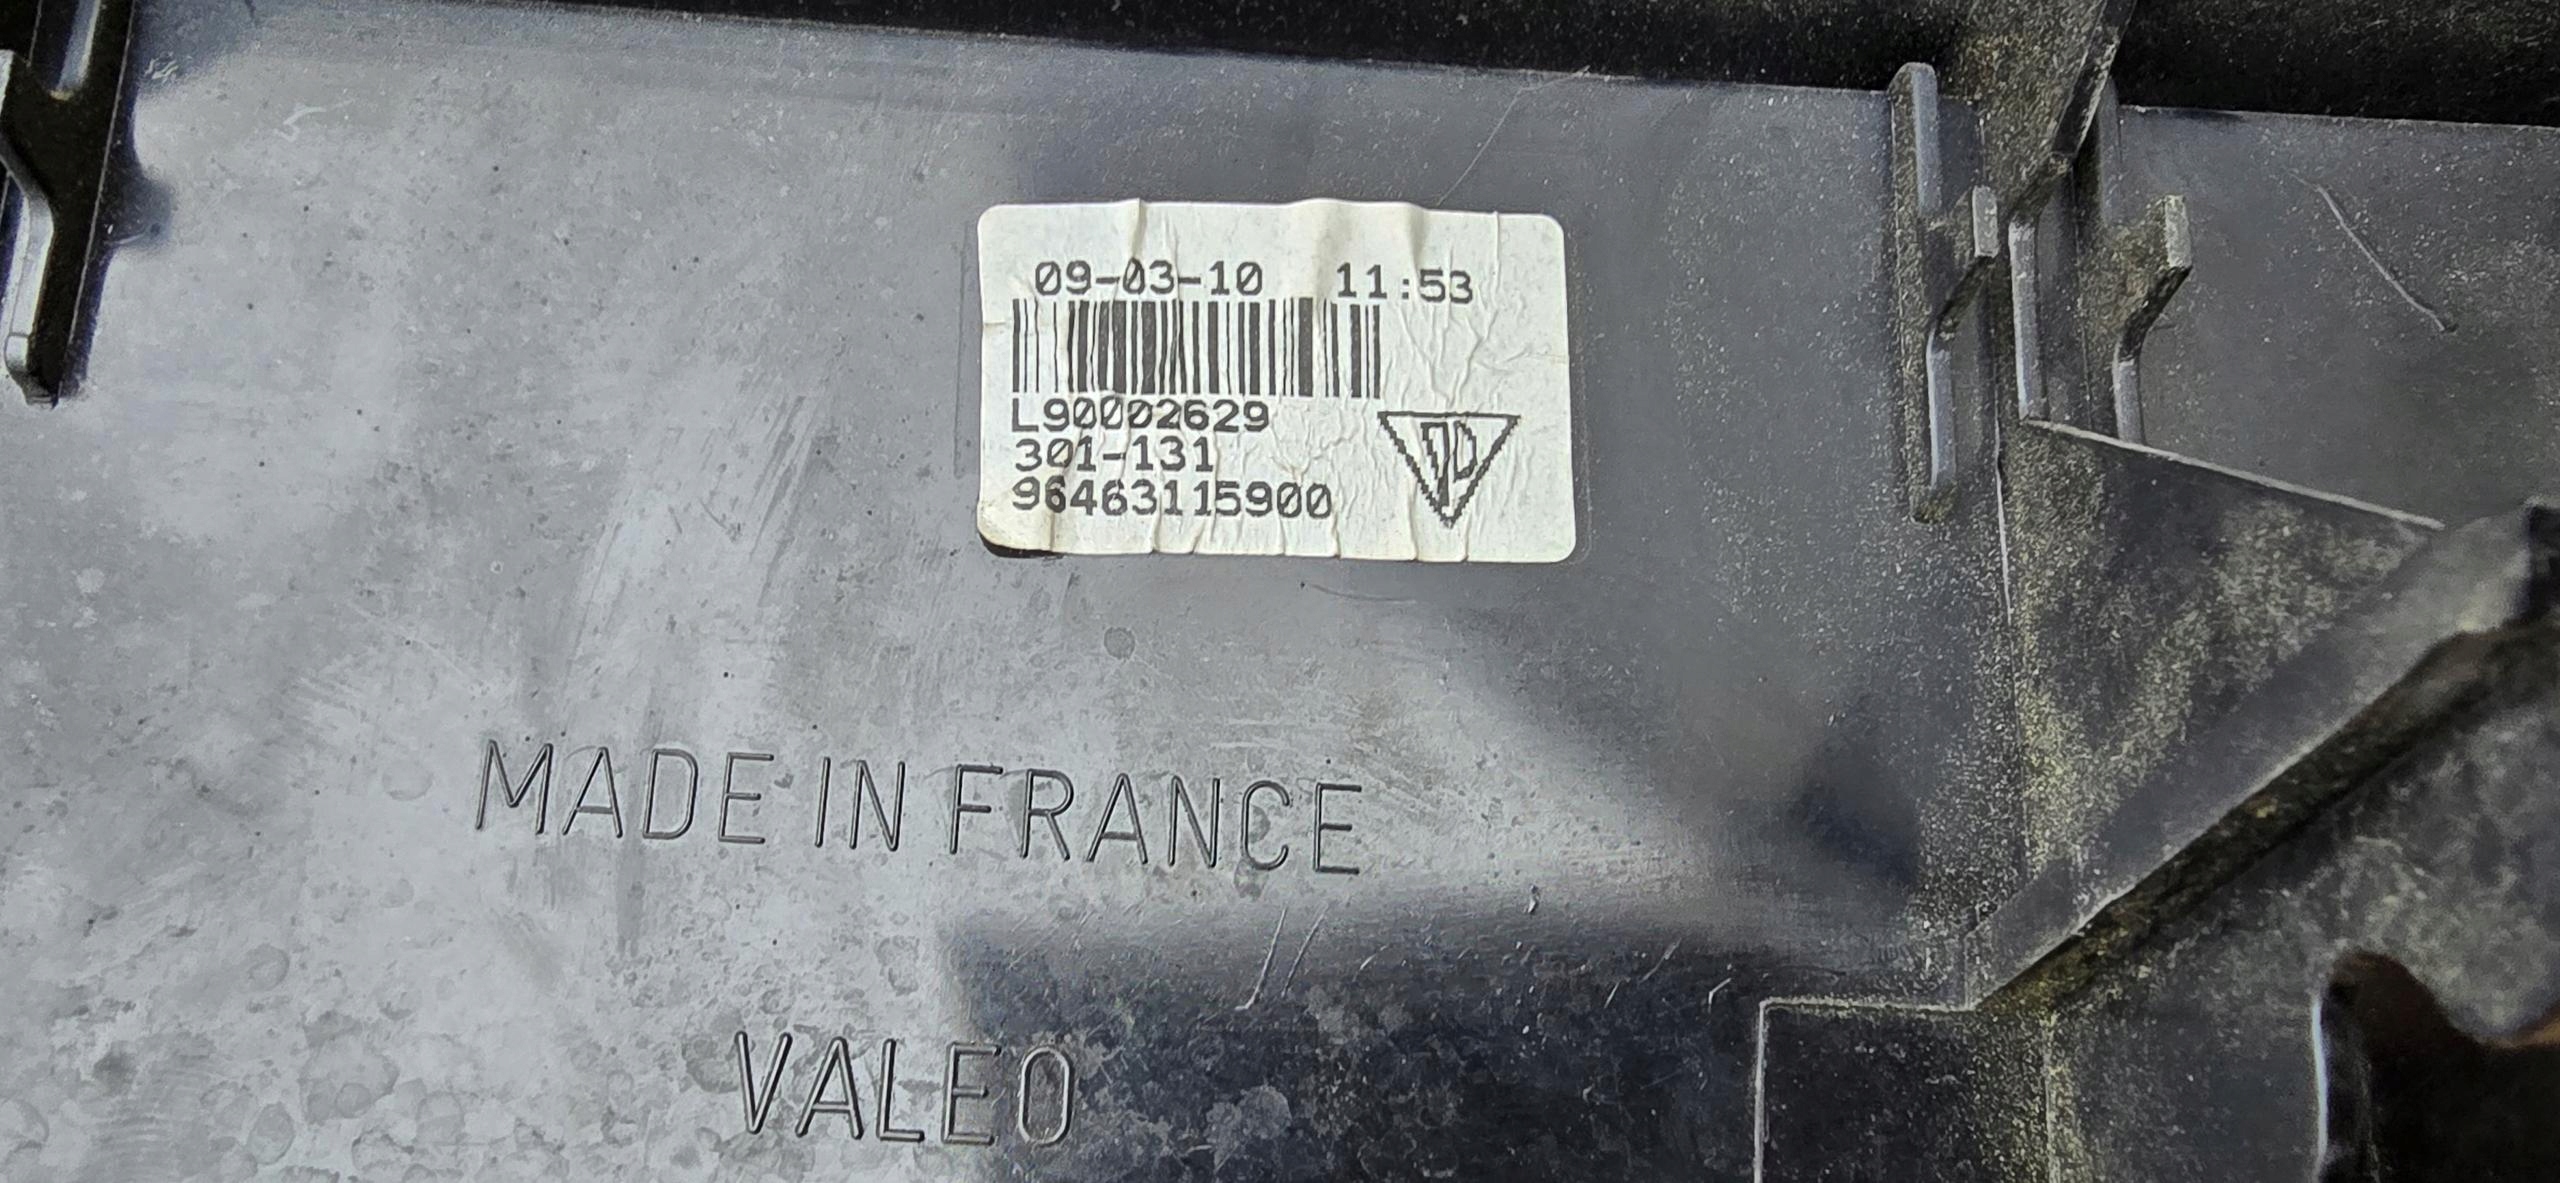 09-03-10 11:53
L90002629
301-131
96463115900
MADE IN FRANCE
VALEO